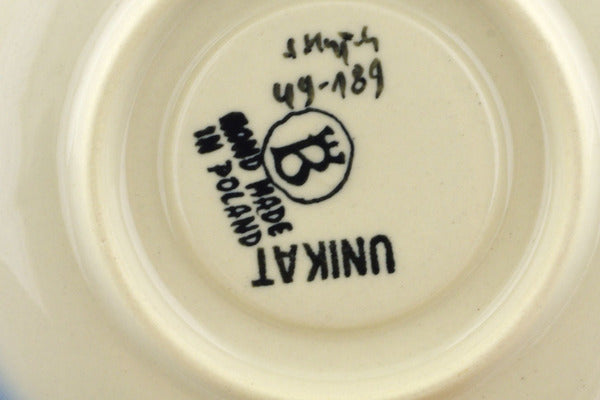 49-189
B
HAND MADE
IN POLAND
UNIKAT